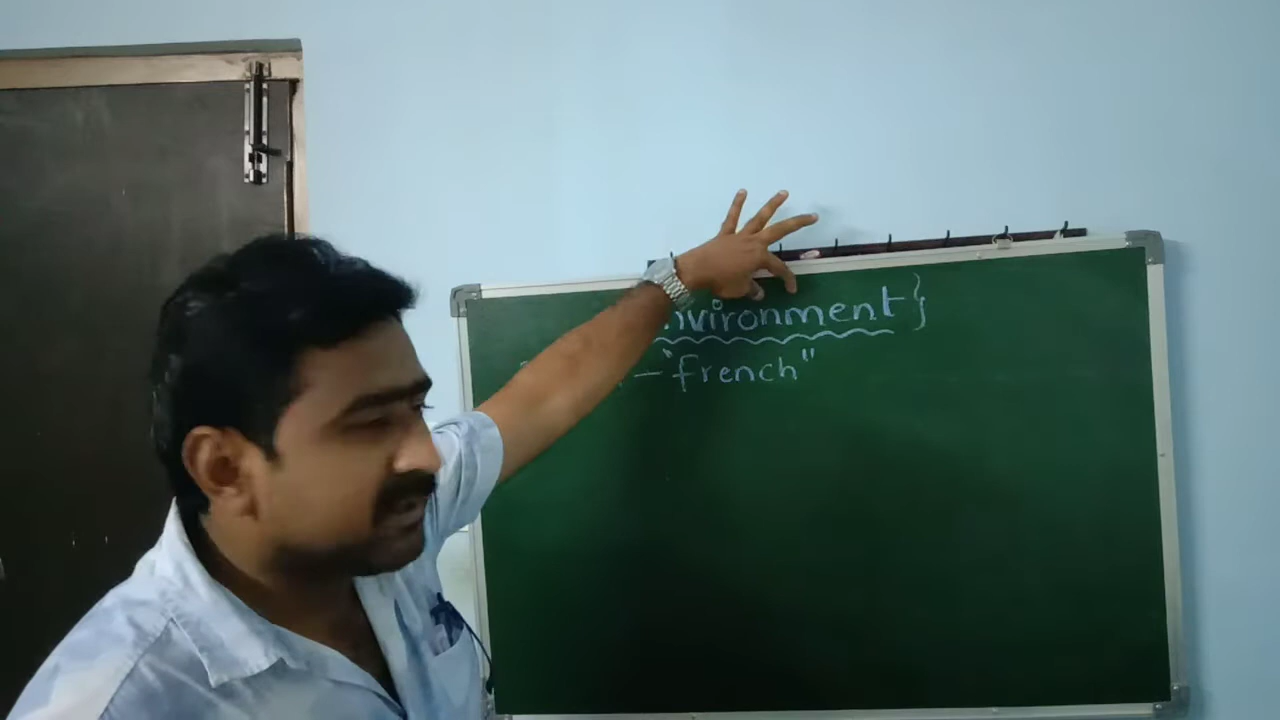 nvironment}
– "french"